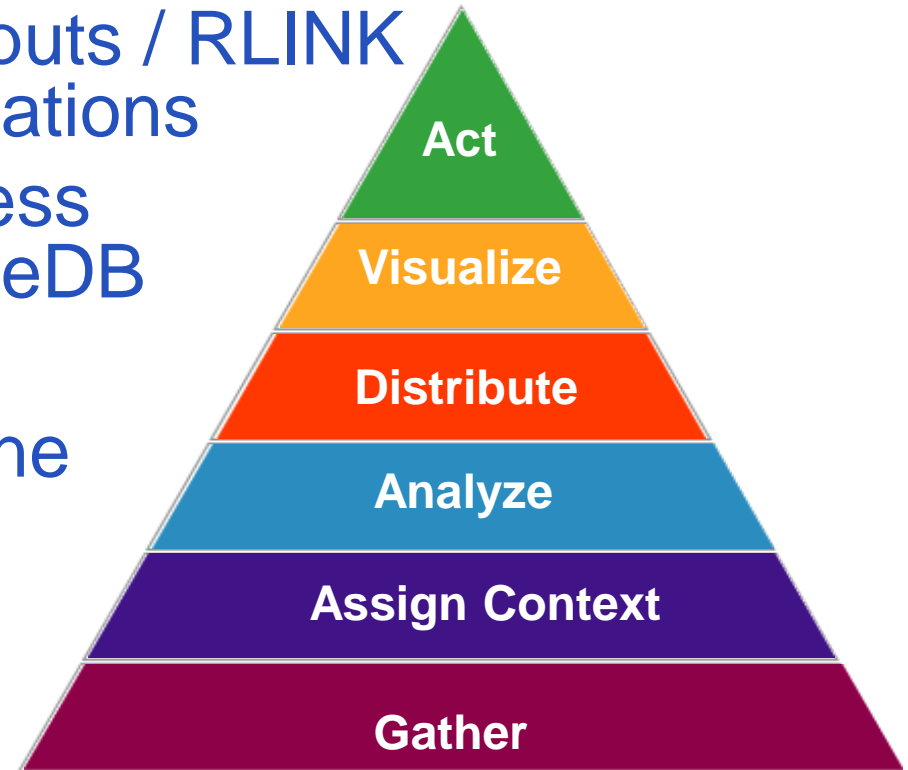 outs / RLINK
ations
ess
eDB
ne
Act
Visualize
Distribute
Analyze
Assign Context
Gather